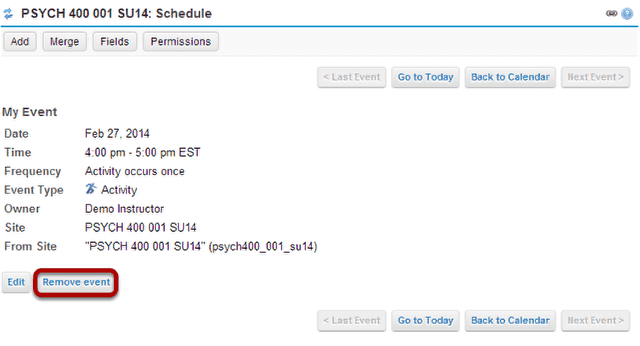 PSYCH 400 001 SU14: Schedule
Add Merge Fields Permissions
< Last Event Go to Today Back to Calendar Next Event >
My Event
Date Feb 27, 2014
Time 4:00 pm - 5:00 pm EST
Frequency Activity occurs once
Event Type Activity
Owner Demo Instructor
Site PSYCH 400 001 SU14
From Site "PSYCH 400 001 SU14" (psych400_001_su14)
Edit Remove event
< Last Event Go to Today Back to Calendar Next Event >